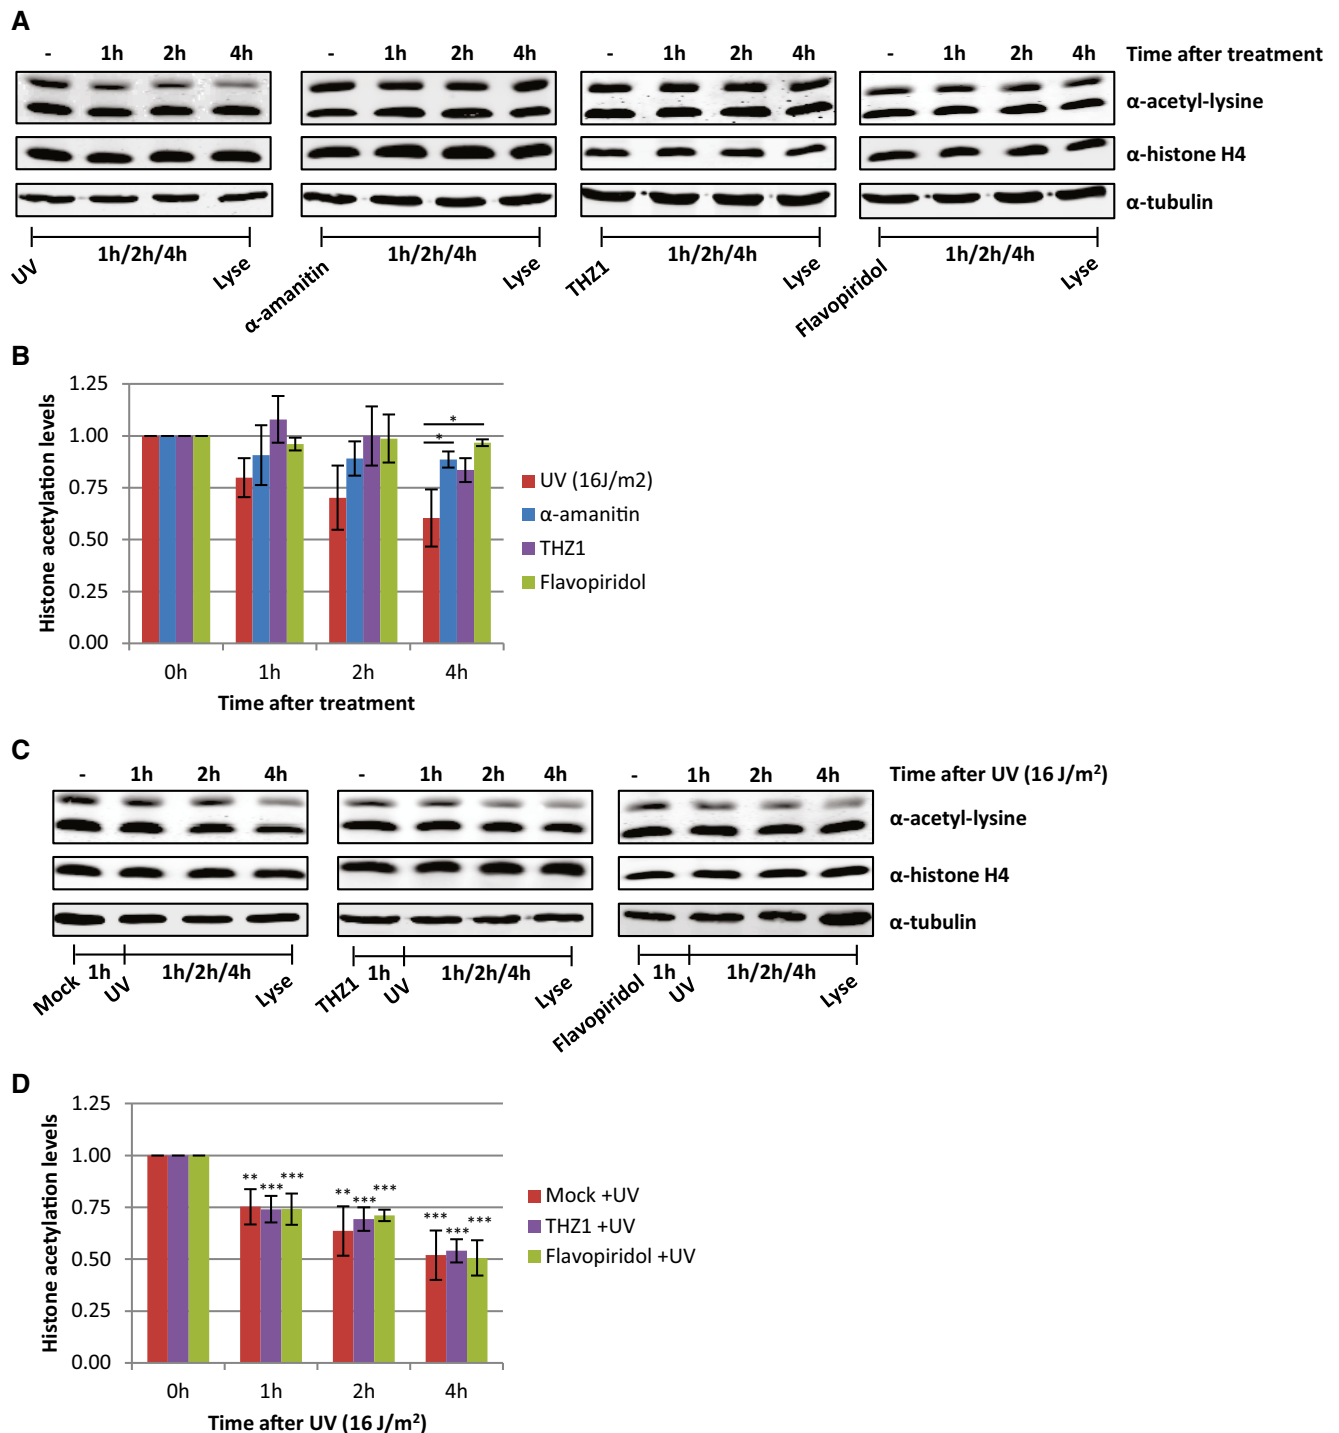 A
- 1h 2h 4h - 1h 2h 4h - 1h 2h 4h - 1h 2h 4h Time after treatment
α-acetyl-lysine
α-histone H4
α-tubulin
UV 1h/2h/4h Lyse α-amanitin 1h/2h/4h Lyse THZ1 1h/2h/4h Lyse Flavopiridol 1h/2h/4h Lyse
B
Histone acetylation levels
1.25
1.00
0.75
0.50
0.25
0.00
* *
0h 1h 2h 4h
Time after treatment
UV (16J/m2)
α-amanitin
THZ1
Flavopiridol
C
- 1h 2h 4h - 1h 2h 4h - 1h 2h 4h Time after UV (16 J/m²)
α-acetyl-lysine
α-histone H4
α-tubulin
Mock 1h UV 1h/2h/4h Lyse THZ1 1h UV 1h/2h/4h Lyse Flavopiridol 1h UV 1h/2h/4h Lyse
D
Histone acetylation levels
1.25
1.00
0.75
0.50
0.25
0.00
** *** *** ** *** *** *** *** ***
0h 1h 2h 4h
Time after UV (16 J/m²)
Mock +UV
THZ1 +UV
Flavopiridol +UV